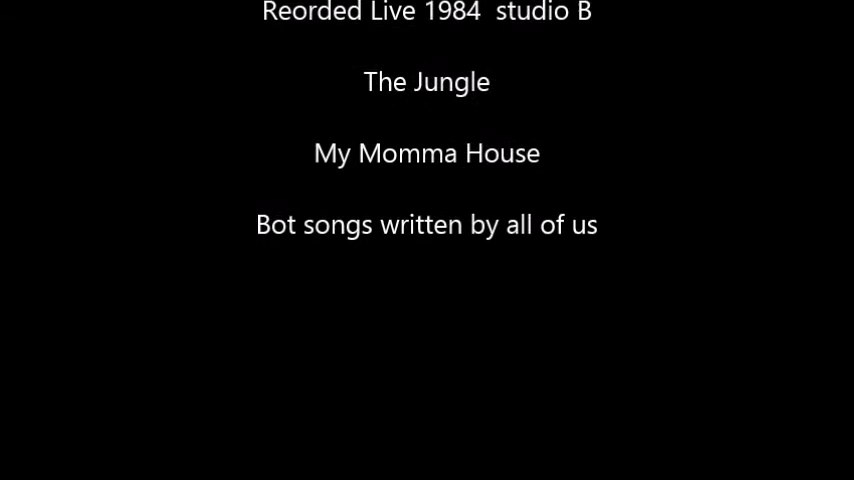 Reorded Live 1984  studio B
The Jungle
My Momma House
Bot songs written by all of us